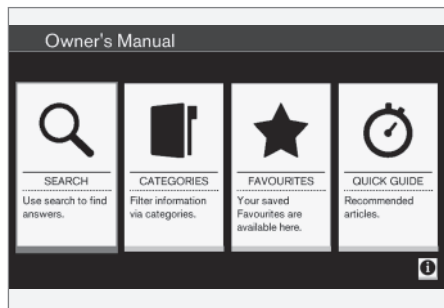 Owner's Manual
SEARCH
Use search to find
answers.
CATEGORIES
Filter information
via categories.
FAVOURITES
Your saved
Favourites are
available here.
QUICK GUIDE
Recommended
articles.
i